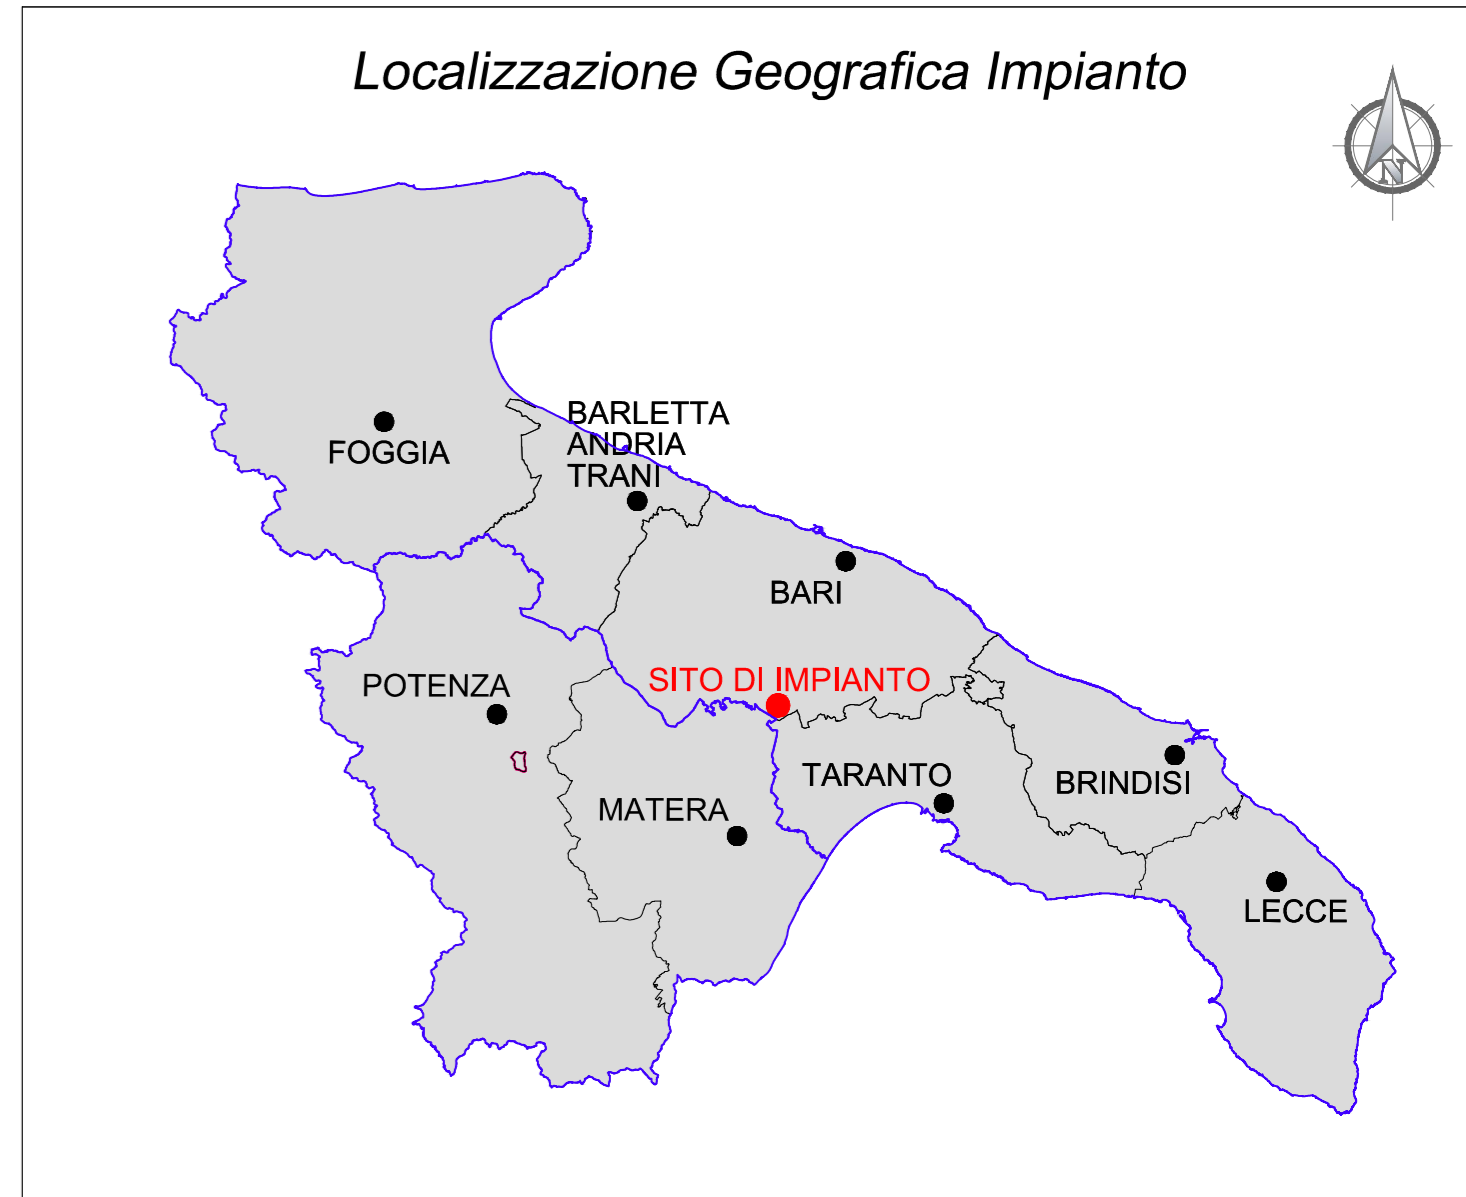 Localizzazione Geografica Impianto
N
BARLETTA
ANDRIA
TRANI
FOGGIA
BARI
SITO DI IMPIANTO
POTENZA
TARANTO
BRINDISI
MATERA
LECCE